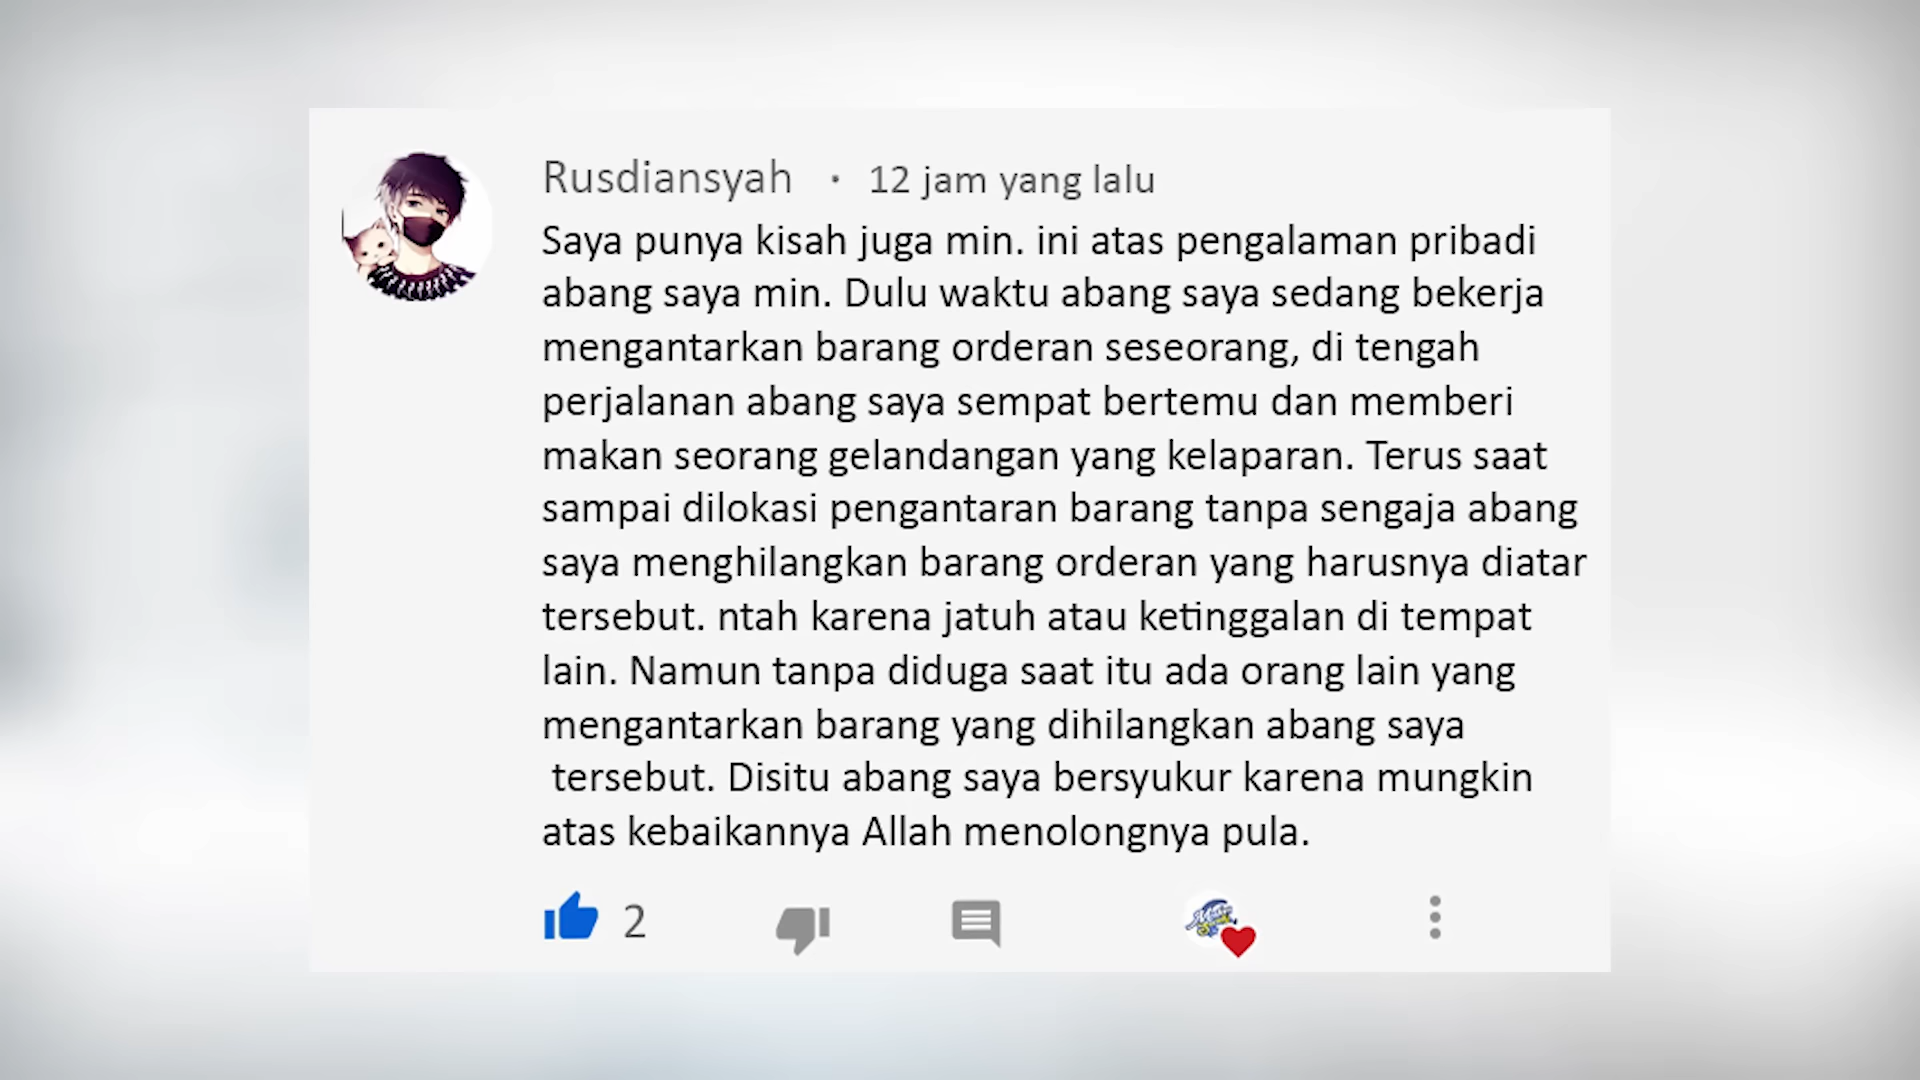 Rusdiansyah · 12 jam yang lalu
Saya punya kisah juga min. ini atas pengalaman pribadi
abang saya min. Dulu waktu abang saya sedang bekerja
mengantarkan barang orderan seseorang, di tengah
perjalanan abang saya sempat bertemu dan memberi
makan seorang gelandangan yang kelaparan. Terus saat
sampai dilokasi pengantaran barang tanpa sengaja abang
saya menghilangkan barang orderan yang harusnya diatar
tersebut. ntah karena jatuh atau ketinggalan di tempat
lain. Namun tanpa diduga saat itu ada orang lain yang
mengantarkan barang yang dihilangkan abang saya
tersebut. Disitu abang saya bersyukur karena mungkin
atas kebaikannya Allah menolongnya pula.
2